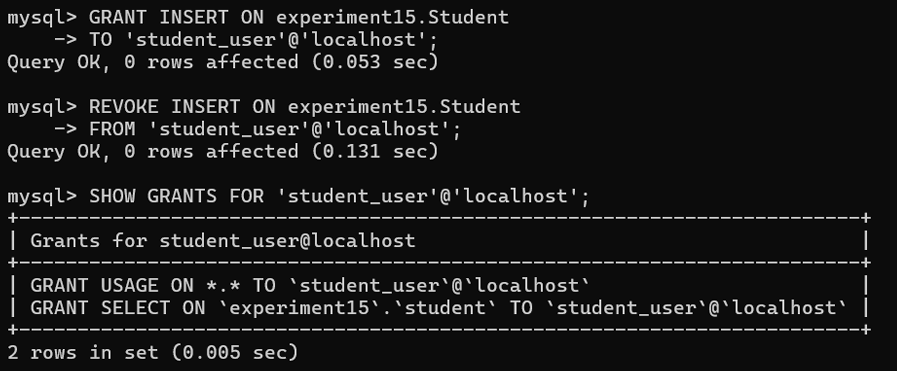 mysql> GRANT INSERT ON experiment15.Student
    -> TO 'student_user'@'localhost';
Query OK, 0 rows affected (0.053 sec)

mysql> REVOKE INSERT ON experiment15.Student
    -> FROM 'student_user'@'localhost';
Query OK, 0 rows affected (0.131 sec)

mysql> SHOW GRANTS FOR 'student_user'@'localhost';
+------------------------------------------------------------------------+
| Grants for student_user@localhost                                      |
+------------------------------------------------------------------------+
| GRANT USAGE ON *.* TO `student_user`@`localhost`                       |
| GRANT SELECT ON `experiment15`.`student` TO `student_user`@`localhost` |
+------------------------------------------------------------------------+
2 rows in set (0.005 sec)